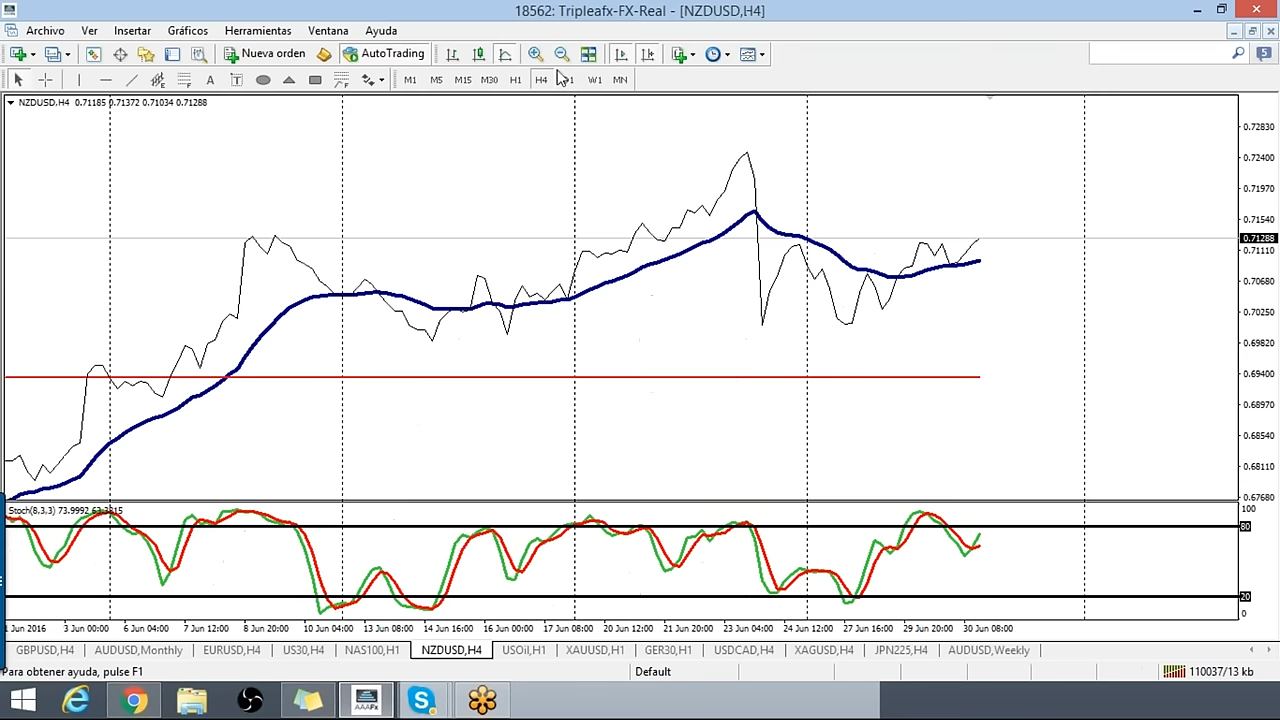 18562: Tripleafx-FX-Real - [NZDUSD,H4]
Archivo Ver Insertar Gráficos Herramientas Ventana Ayuda
Nueva orden AutoTrading
5
A T F F M1 M5 M15 M30 H1 H4 W1 MN
NZDUSD,H4 0.71185 0.71372 0.71034 0.71288
0.72830
0.72400
0.71970
0.71540
0.71288
0.71110
0.70680
0.70250
0.69820
0.69400
0.68970
0.68540
0.68110
0.67680
Stoch(8,3,3) 73.9992
100
80
20
0
1 Jun 2016 3 Jun 00:00 6 Jun 04:00 7 Jun 12:00 8 Jun 20:00 10 Jun 04:00 13 Jun 08:00 14 Jun 16:00 16 Jun 00:00 17 Jun 08:00 20 Jun 12:00 21 Jun 20:00 23 Jun 04:00 24 Jun 12:00 27 Jun 16:00 29 Jun 20:00 30 Jun 08:00
GBPUSD,H4 AUDUSD,Monthly EURUSD,H4 US30,H4 NAS100,H1 NZDUSD,H4 USOil,H1 XAUUSD,H1 GER30,H1 USDCAD,H4 XAGUSD,H4 JPN225,H4 AUDUSD,Weekly
Para obtener ayuda, pulse F1 Default 110037/13 kb
AAAFx